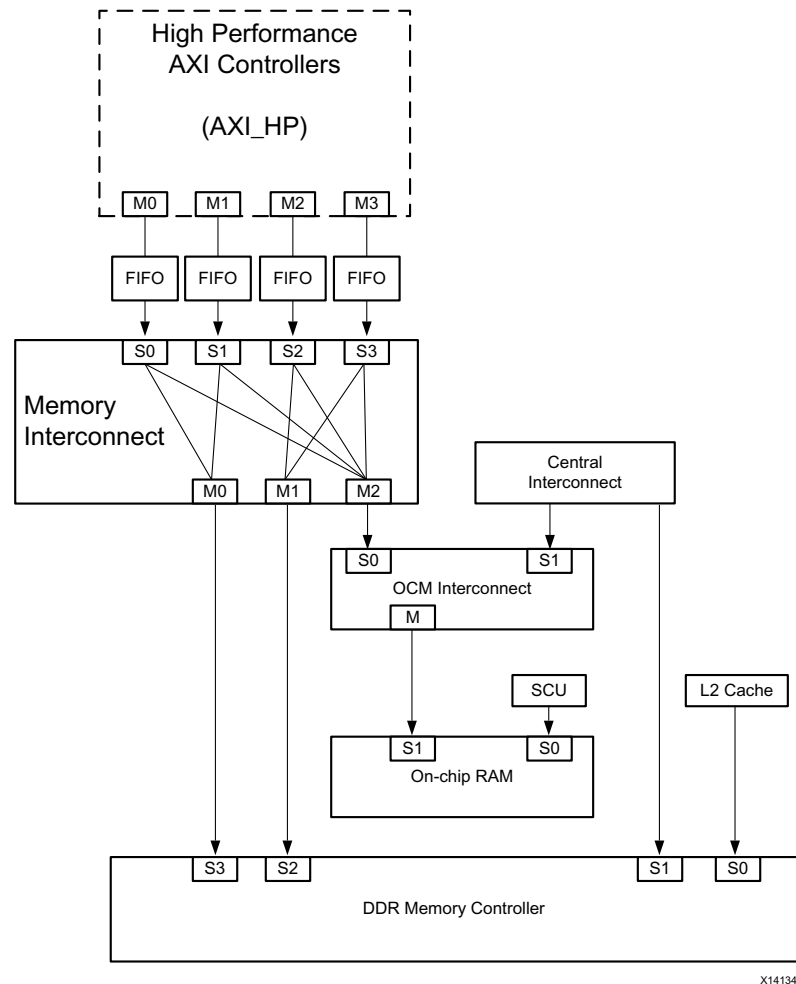 High Performance
AXI Controllers
(AXI_HP)
M0 M1 M2 M3
FIFO FIFO FIFO FIFO
S0 S1 S2 S3
Memory
Interconnect
M0 M1 M2
Central
Interconnect
S0 S1
OCM Interconnect
M
SCU
L2 Cache
S1 S0
On-chip RAM
S3 S2 S1 S0
DDR Memory Controller
X14134